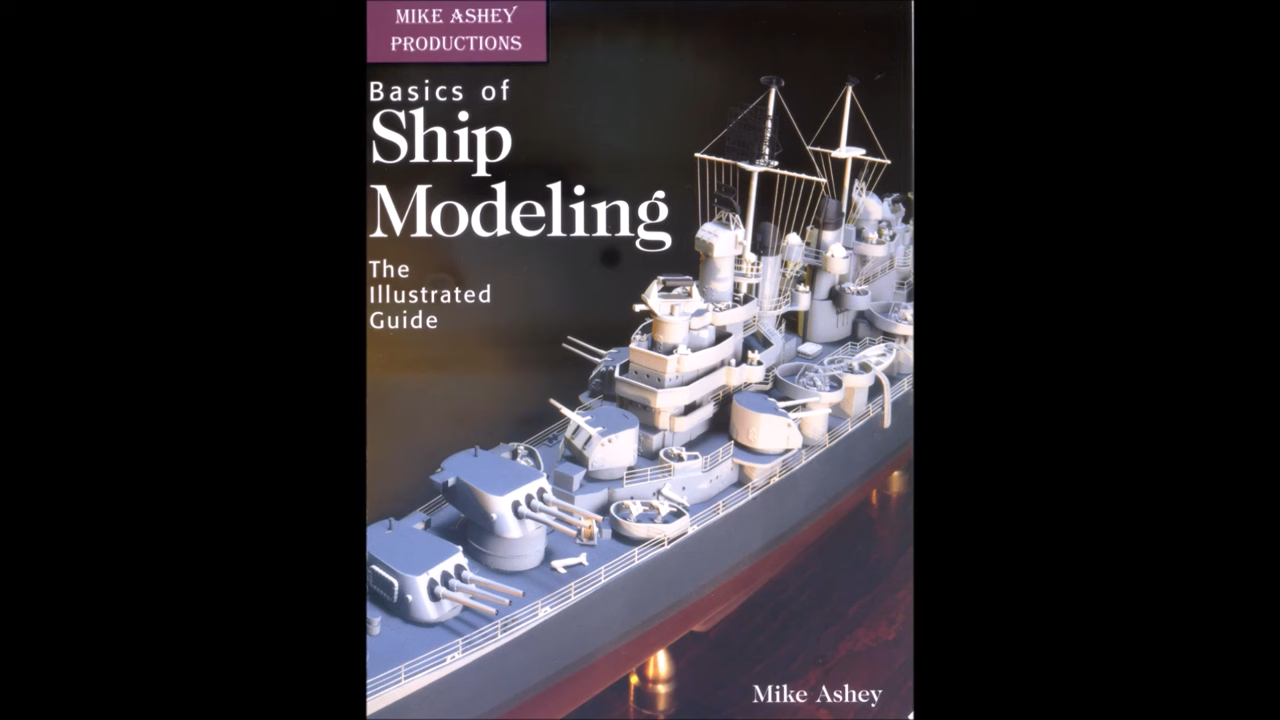 MIKE ASHEY
PRODUCTIONS
Basics of
Ship
Modeling
The
Illustrated
Guide
Mike Ashey